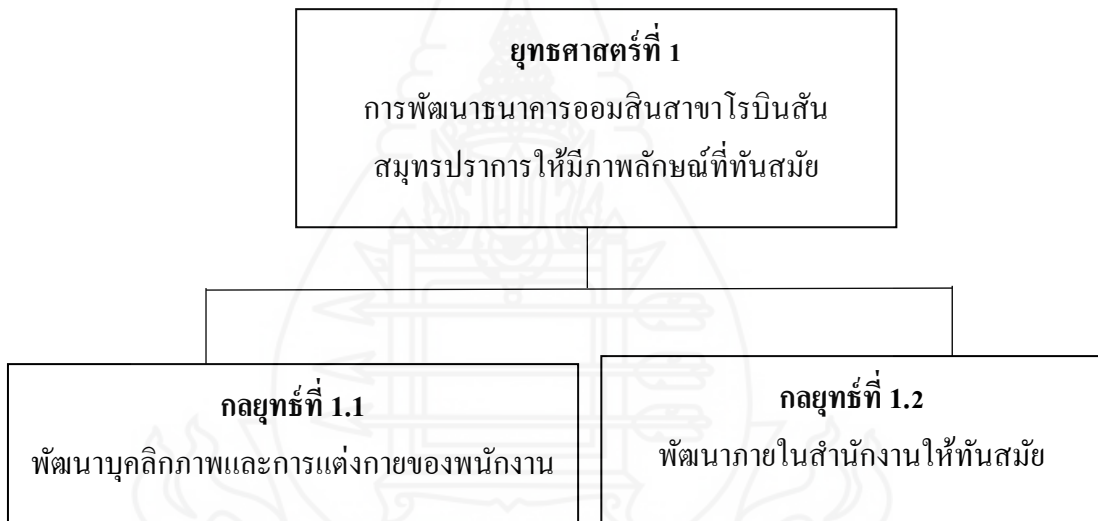 ยุทธศาสตร์ที่ 1
การพัฒนาธนาคารออมสินสาขาโรบินสัน
สมุทรปราการให้มีภาพลักษณ์ที่ทันสมัย
กลยุทธ์ที่ 1.1
พัฒนาบุคลิกภาพและการแต่งกายของพนักงาน
กลยุทธ์ที่ 1.2
พัฒนาภายในสำนักงานให้ทันสมัย